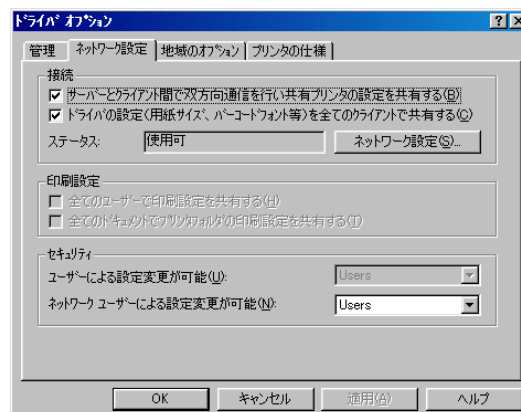 ドライバ オプション
管理 ネットワーク設定 地域のオプション プリンタの仕様
接続
サーバーとクライアント間で双方向通信を行い共有プリンタの設定を共有する(B)
ドライバの設定(用紙サイズ、バーコードフォント等)を全てのクライアントで共有する(C)
ステータス: 使用可 ネットワーク設定(S)...
印刷設定
全てのユーザーで印刷設定を共有する(H)
全てのドキュメントでプリンタフォルダの印刷設定を共有する(T)
セキュリティ
ユーザーによる設定変更が可能(U): Users
ネットワーク ユーザーによる設定変更が可能(N): Users
OK キャンセル 適用(A) ヘルプ